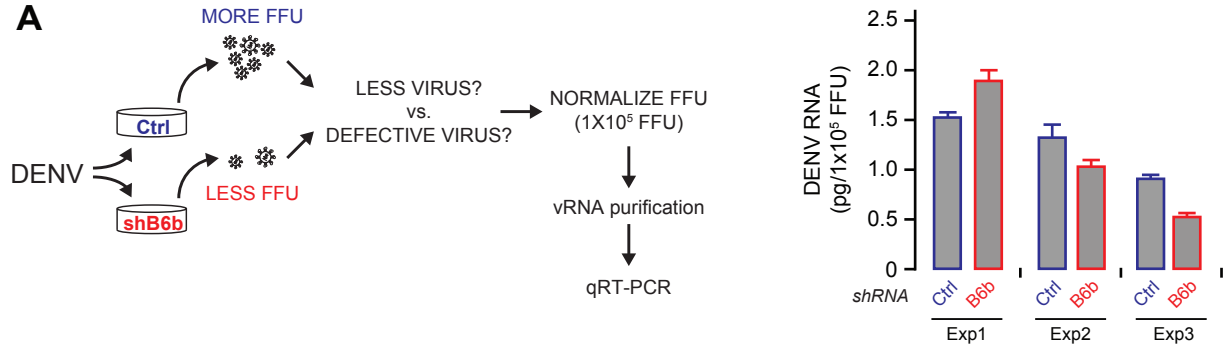 A
MORE FFU
Ctrl
DENV
shB6b
LESS FFU
LESS VIRUS?
vs.
DEFECTIVE VIRUS?
NORMALIZE FFU
(1X10⁵ FFU)
vRNA purification
qRT-PCR
DENV RNA
(pg/1x10⁵ FFU)
2.5
2.0
1.5
1.0
0.5
0
shRNA
Ctrl
B6b
Ctrl
B6b
Ctrl
B6b
Exp1
Exp2
Exp3